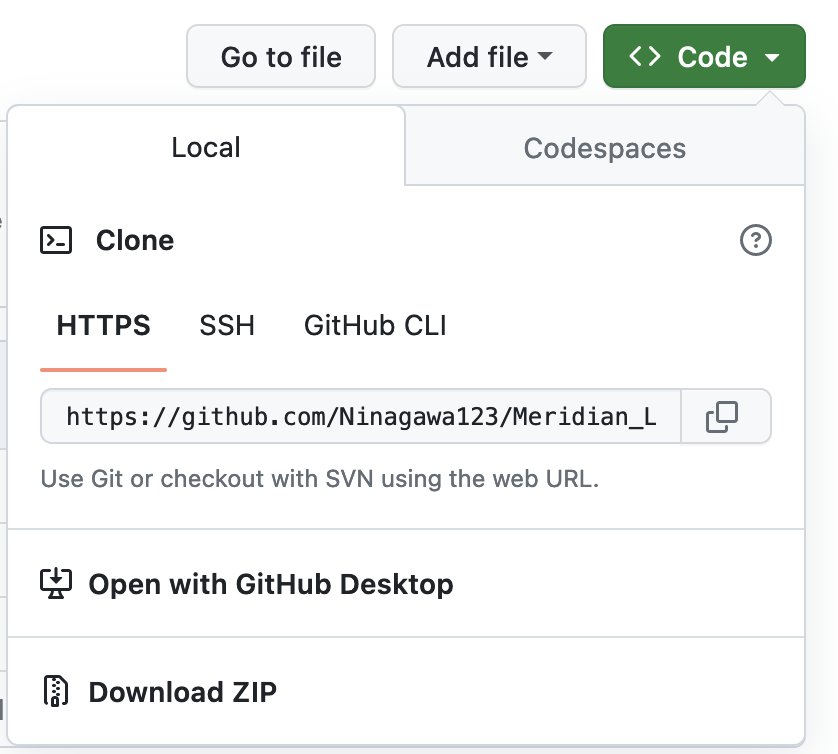 Go to file Add file <> Code
Local Codespaces
Clone
HTTPS SSH GitHub CLI
https://github.com/Ninagawa123/Meridian_L
Use Git or checkout with SVN using the web URL.
Open with GitHub Desktop
Download ZIP